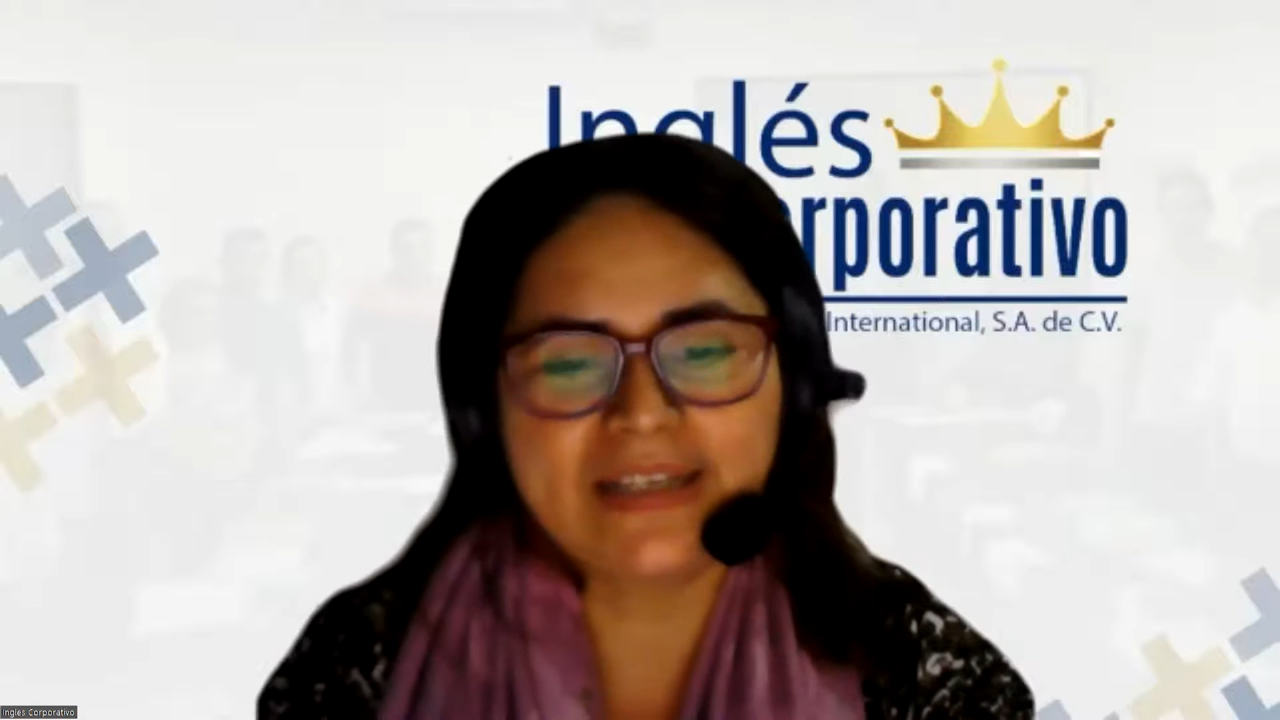 Inglés
rporativo
International, S.A. de C.V.
Ingles Corporativo